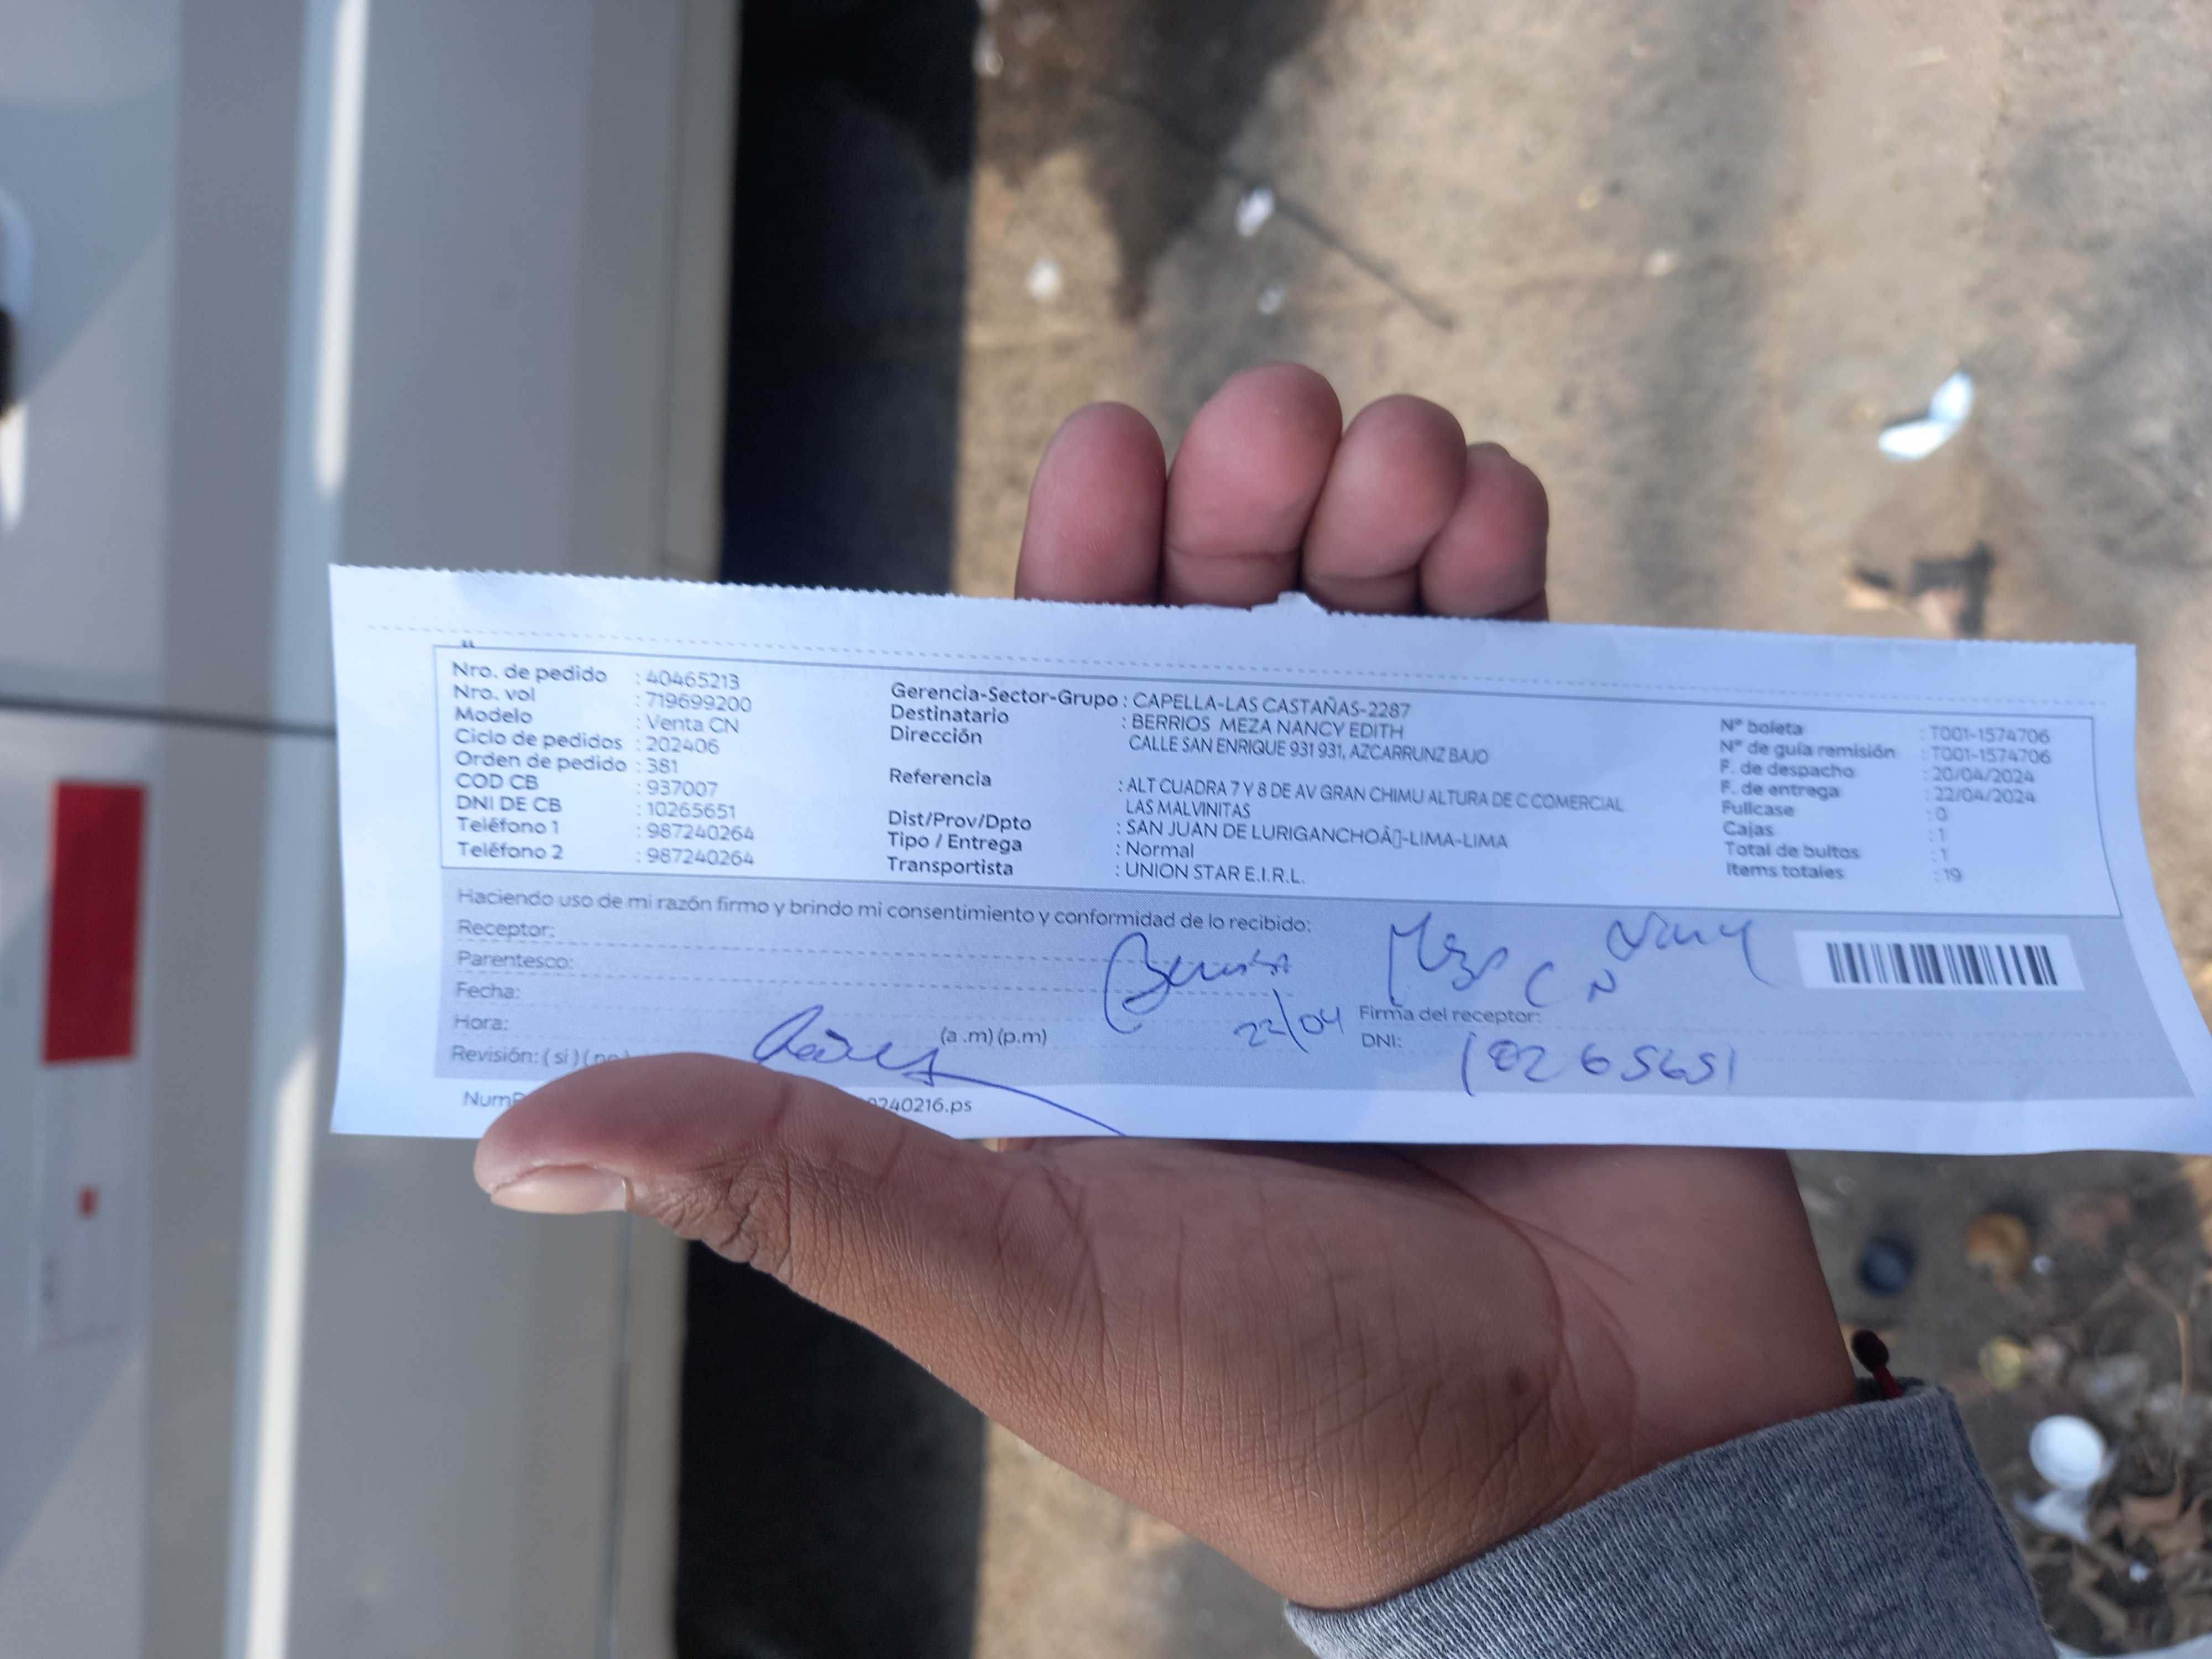 Nro. de pedido : 40465213
Nro. vol : 719699200
Modelo : Venta CN
Ciclo de pedidos : 202406
Orden de pedido : 381
COD CB : 937007
DNI DE CB : 10265651
Teléfono 1 : 987240264
Teléfono 2 : 987240264
Gerencia-Sector-Grupo : CAPELLA-LAS CASTAÑAS-2287
Destinatario : BERRIOS MEZA NANCY EDITH
Dirección CALLE SAN ENRIQUE 931 931, AZCARRUNZ BAJO
Referencia : ALT CUADRA 7 Y 8 DE AV GRAN CHIMU ALTURA DE C COMERCIAL
LAS MALVINITAS
Dist/Prov/Dpto : SAN JUAN DE LURIGANCHOÂ▯-LIMA-LIMA
Tipo / Entrega : Normal
Transportista : UNION STAR E.I.R.L.
N° boleta : T001-1574706
N° de guía remisión : T001-1574706
F. de despacho : 20/04/2024
F. de entrega : 22/04/2024
Fullcase : 0
Cajas : 1
Total de bultos : 1
Items totales : 19
Haciendo uso de mi razón firmo y brindo mi consentimiento y conformidad de lo recibido:
Receptor:
Parentesco:
Fecha:
Hora: (a .m) (p.m)
Revisión: ( si ) ( no )
Berrios Meza Nancy
CN
22/04
Firma del receptor:
DNI: 10265651
0240216.ps